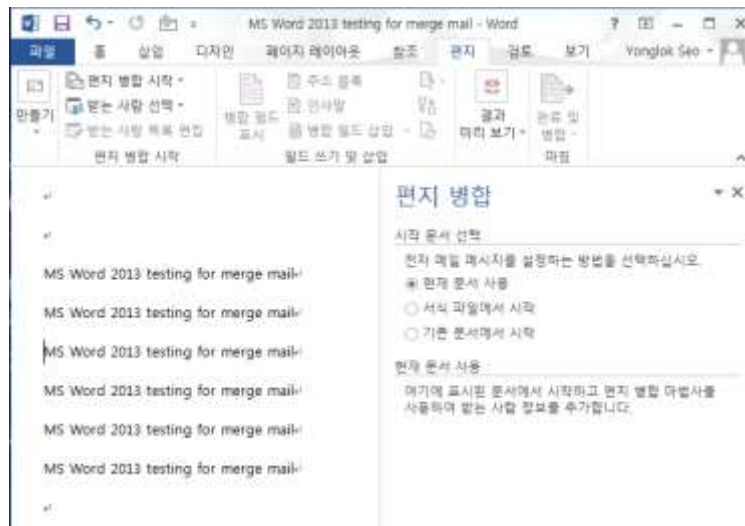 MS Word 2013 testing for merge mail - Word
파일 홈 삽입 디자인 페이지 레이아웃 참조 편지 검토 보기 Yonglok Seo
만들기
편지 병합 시작
받는 사람 선택
받는 사람 목록 편집
편지 병합 시작
병합 필드 표시
주소 블록
인사말
병합 필드 삽입
필드 쓰기 및 삽입
결과
미리 보기
완료 및
병합
마침
편지 병합
시작 문서 선택
전자 메일 메시지를 설정하는 방법을 선택하십시오.
현재 문서 사용
서식 파일에서 시작
기존 문서에서 시작
현재 문서 사용
여기에 표시된 문서에서 시작하고 편지 병합 마법사를
사용하여 받는 사람 정보를 추가합니다.
MS Word 2013 testing for merge mail
MS Word 2013 testing for merge mail
MS Word 2013 testing for merge mail
MS Word 2013 testing for merge mail
MS Word 2013 testing for merge mail
MS Word 2013 testing for merge mail